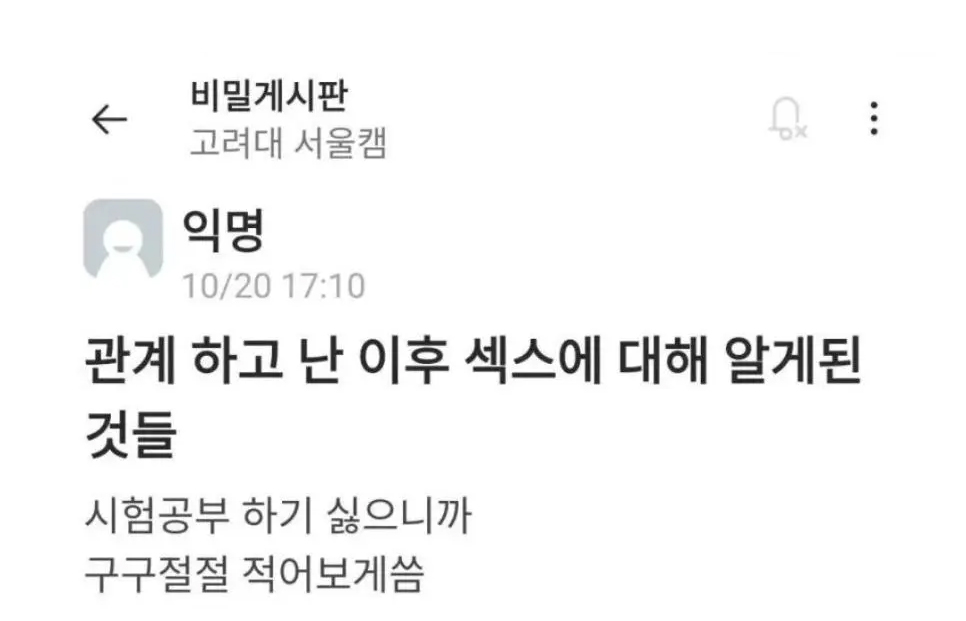 비밀게시판
고려대 서울캠
익명
10/20 17:10
관계 하고 난 이후 섹스에 대해 알게된
것들
시험공부 하기 싫으니까
구구절절 적어보게씀